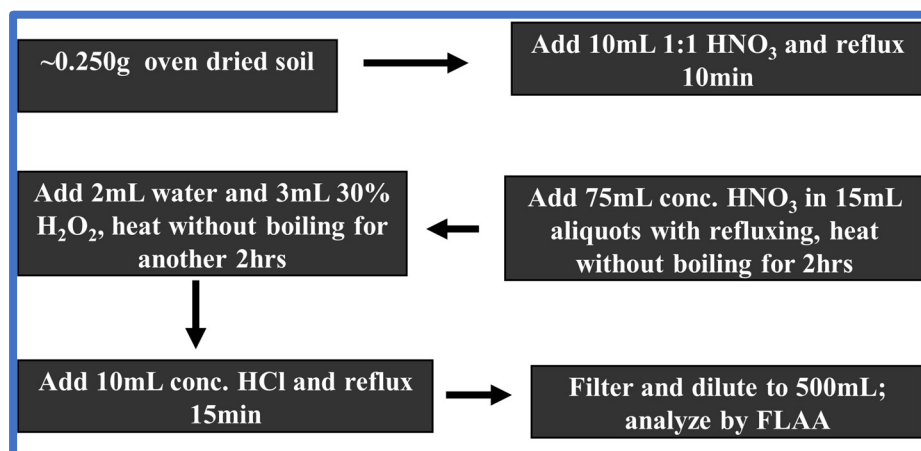 ~0.250g oven dried soil
Add 10mL 1:1 HNO₃ and reflux
10min
Add 75mL conc. HNO₃ in 15mL
aliquots with refluxing, heat
without boiling for 2hrs
Add 2mL water and 3mL 30%
H₂O₂, heat without boiling for
another 2hrs
Add 10mL conc. HCl and reflux
15min
Filter and dilute to 500mL;
analyze by FLAA